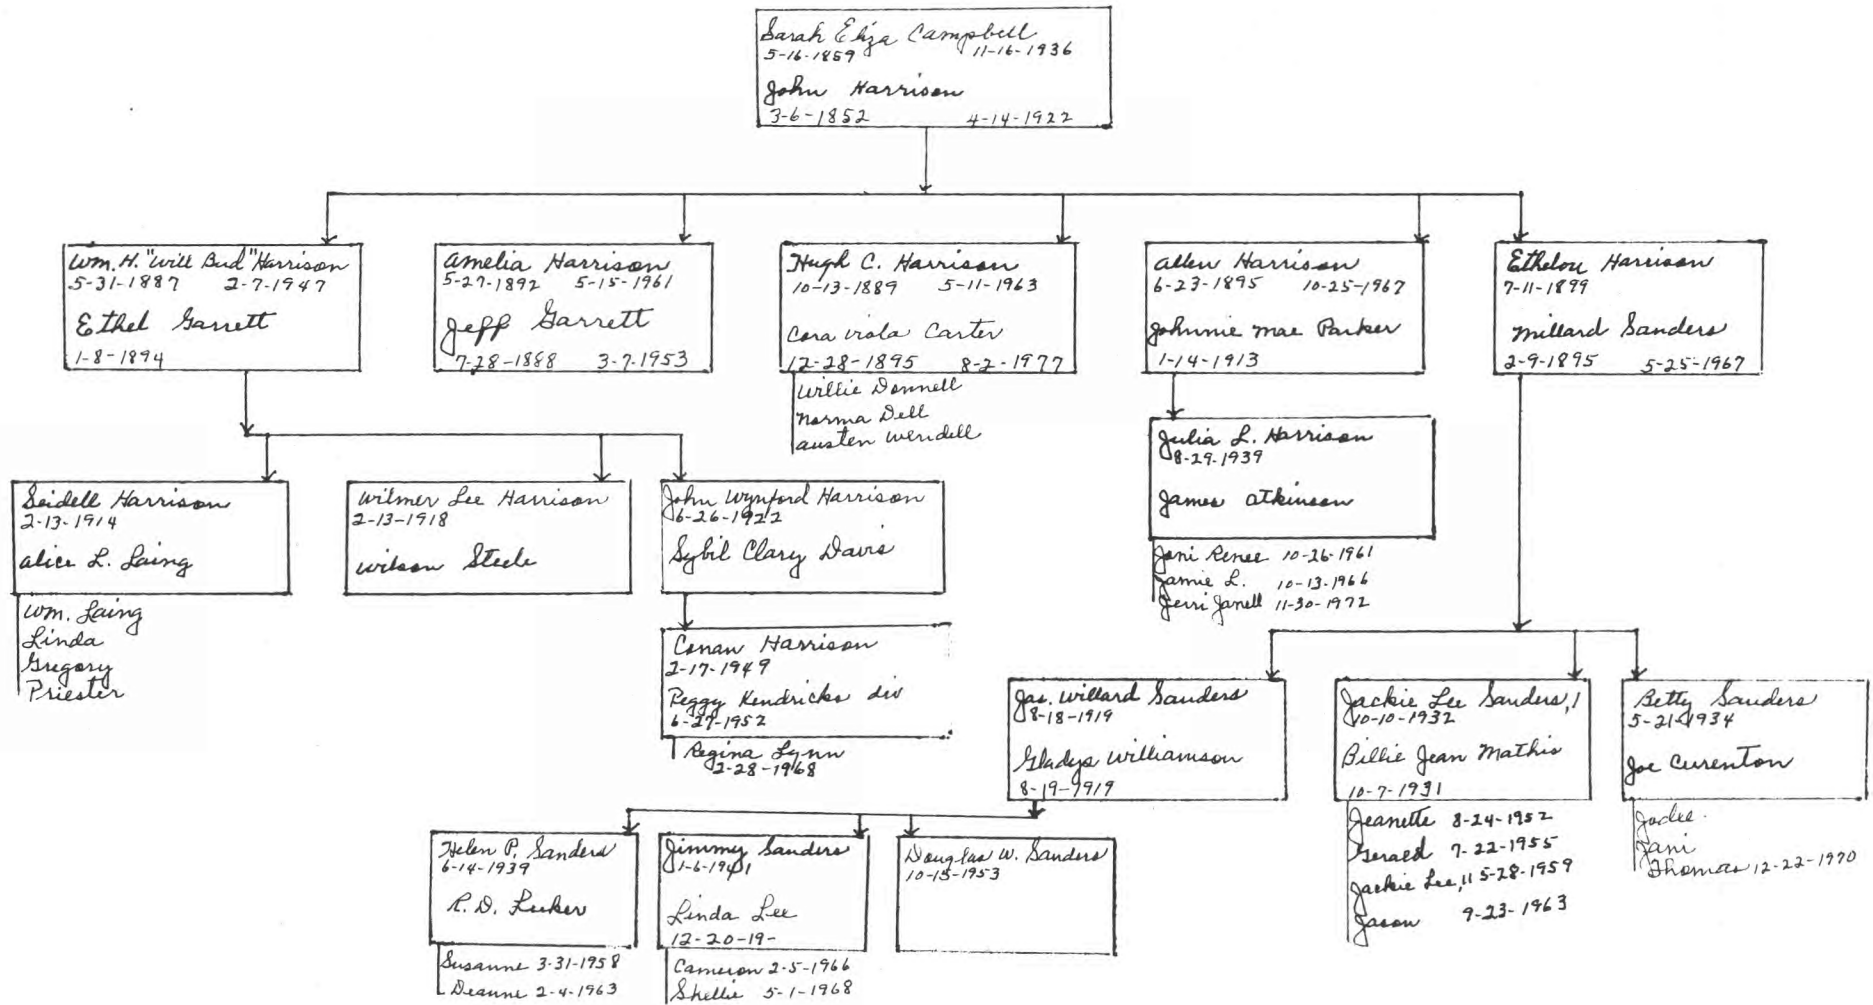 Sarah Eliza Campbell
5-16-1859 11-16-1936
John Harrison
3-6-1852 4-14-1922
Wm. H. "Will Bud" Harrison
5-31-1887 2-7-1947
Ethel Garrett
1-8-1894
Amelia Harrison
5-27-1892 5-15-1961
Jeff Garrett
7-28-1888 3-7-1953
Hugh C. Harrison
10-13-1889 5-11-1963
Cora Viola Carter
12-28-1895 8-2-1977
Willie Donnell
Norma Dell
Austen Wendell
Allen Harrison
6-23-1895 10-25-1967
Johnnie Mae Parker
1-14-1913
Ethelou Harrison
7-11-1899
Millard Sanders
2-9-1895 5-25-1967
Seidell Harrison
2-13-1914
Alice L. Laing
Wm. Laing
Linda
Gregory
Priester
Wilmer Lee Harrison
2-13-1918
Wilson Steele
John Wynford Harrison
6-26-1922
Sybil Clary Davis
Conan Harrison
2-17-1949
Peggy Kendricks div
6-27-1952
Regina Lynn
2-28-1968
Julia L. Harrison
8-29-1939
James Atkinson
Joni Renee 10-26-1961
Jamie L. 10-13-1966
Jerri Janell 11-30-1972
Jas. Willard Sanders
8-18-1919
Gladys Williamson
8-19-1919
Jackie Lee Sanders, 1
10-10-1932
Billie Jean Mathis
10-7-1931
Jeanette 8-24-1952
Gerald 7-22-1955
Jackie Lee, 11 5-28-1959
Jason 9-23-1963
Betty Sanders
5-21-1934
Joe Curenton
Jodee
Jani
Thomas 12-22-1970
Helen P. Sanders
6-14-1939
R. D. Luker
Susanne 3-31-1958
Deanne 2-4-1963
Jimmy Sanders
1-6-1941
Linda Lee
12-20-19-
Cameron 2-5-1966
Shellie 5-1-1968
Douglas W. Sanders
10-15-1953